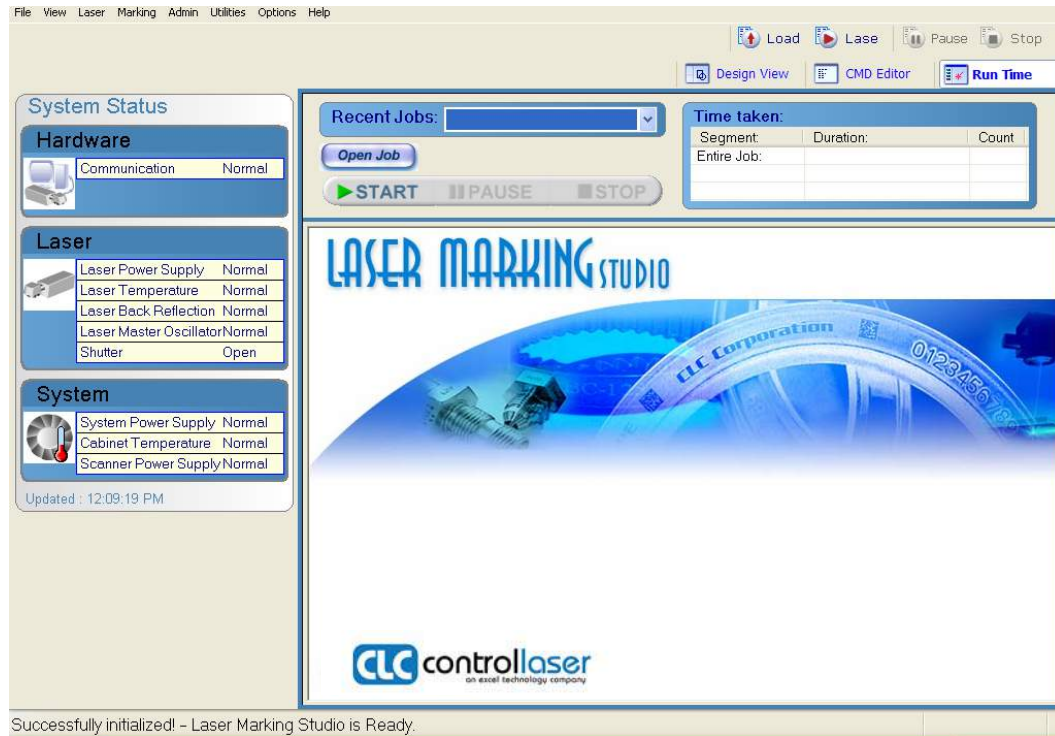 File View Laser Marking Admin Utilities Options Help
Load Lase Pause Stop
Design View CMD Editor Run Time
System Status
Hardware
Communication Normal
Laser
Laser Power Supply Normal
Laser Temperature Normal
Laser Back Reflection Normal
Laser Master Oscillator Normal
Shutter Open
System
System Power Supply Normal
Cabinet Temperature Normal
Scanner Power Supply Normal
Updated : 12:09:19 PM
Recent Jobs:
Open Job
START PAUSE STOP
Time taken:
Segment: Duration: Count
Entire Job:
LASER MARKING STUDIO
CLC Corporation
0123456789
CLC controllaser
an excel technology company
Successfully initialized! – Laser Marking Studio is Ready.